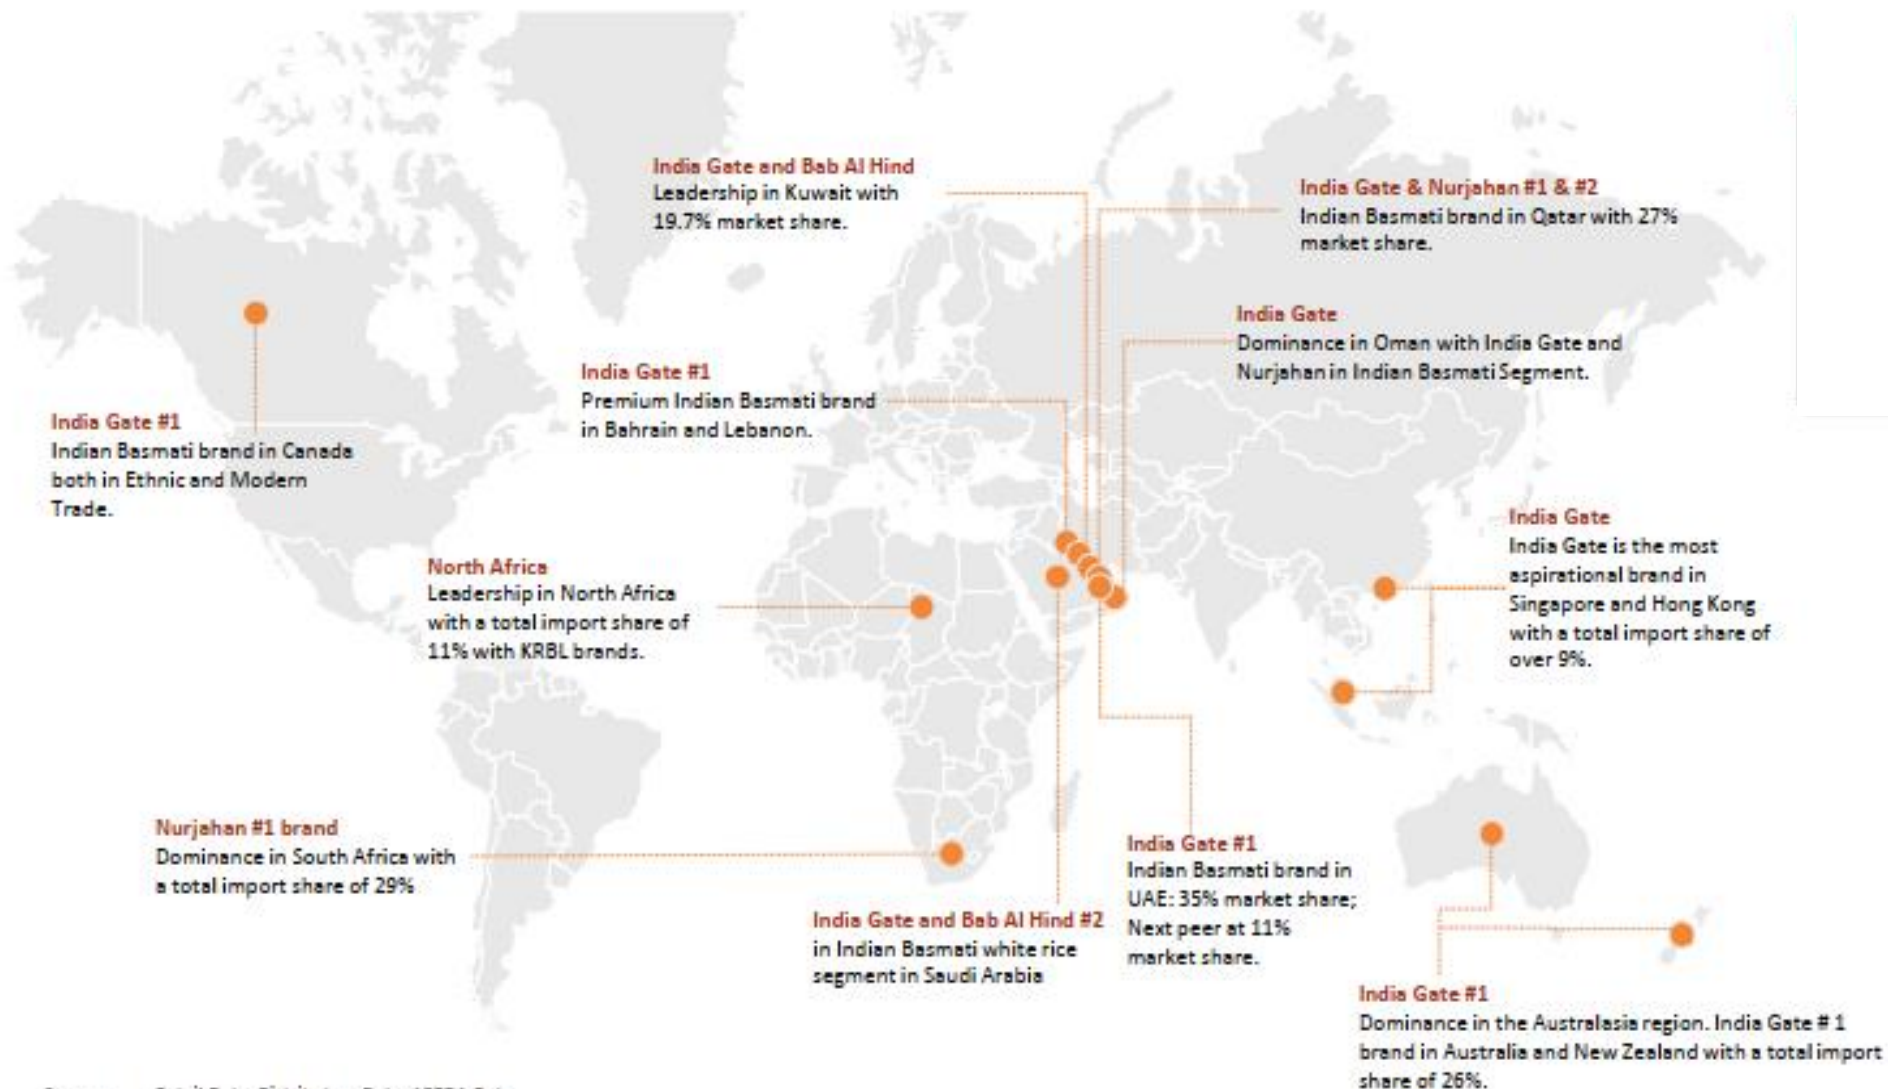 India Gate and Bab Al Hind
Leadership in Kuwait with
19.7% market share.
India Gate & Nurjahan #1 & #2
Indian Basmati brand in Qatar with 27%
market share.
India Gate
Dominance in Oman with India Gate and
Nurjahan in Indian Basmati Segment.
India Gate #1
Premium Indian Basmati brand
in Bahrain and Lebanon.
India Gate #1
Indian Basmati brand in Canada
both in Ethnic and Modern
Trade.
India Gate
India Gate is the most
aspirational brand in
Singapore and Hong Kong
with a total import share of
over 9%.
North Africa
Leadership in North Africa
with a total import share of
11% with KRBL brands.
Nurjahan #1 brand
Dominance in South Africa with
a total import share of 29%
India Gate and Bab Al Hind #2
in Indian Basmati white rice
segment in Saudi Arabia
India Gate #1
Indian Basmati brand in
UAE: 35% market share;
Next peer at 11%
market share.
India Gate #1
Dominance in the Australasia region. India Gate # 1
brand in Australia and New Zealand with a total import
share of 26%.